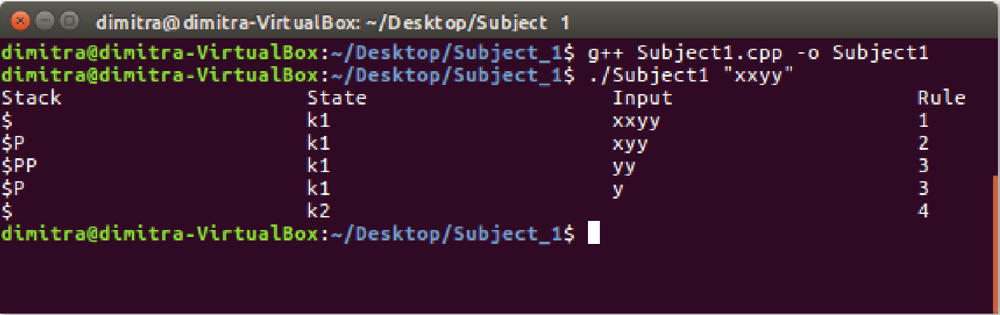 dimitra@dimitra-VirtualBox: ~/Desktop/Subject 1
dimitra@dimitra-VirtualBox:~/Desktop/Subject_1$ g++ Subject1.cpp -o Subject1
dimitra@dimitra-VirtualBox:~/Desktop/Subject_1$ ./Subject1 "xxyy"
Stack State Input Rule
$ k1 xxyy 1
$P k1 xyy 2
$PP k1 yy 3
$P k1 y 3
$ k2 4
dimitra@dimitra-VirtualBox:~/Desktop/Subject_1$